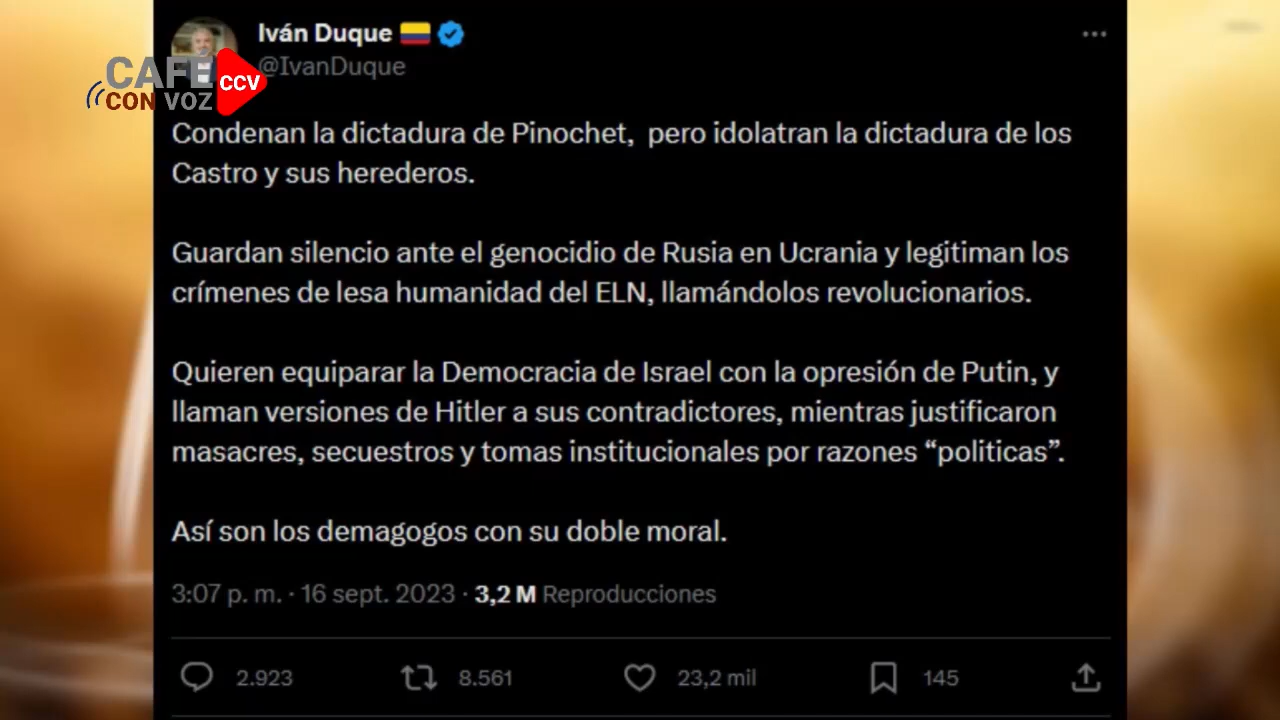 Iván Duque
@IvanDuque
CAFE
CON VOZ
CCV
Condenan la dictadura de Pinochet, pero idolatran la dictadura de los
Castro y sus herederos.
Guardan silencio ante el genocidio de Rusia en Ucrania y legitiman los
crímenes de lesa humanidad del ELN, llamándolos revolucionarios.
Quieren equiparar la Democracia de Israel con la opresión de Putin, y
llaman versiones de Hitler a sus contradictores, mientras justificaron
masacres, secuestros y tomas institucionales por razones “politicas”.
Así son los demagogos con su doble moral.
3:07 p. m. · 16 sept. 2023 · 3,2 M Reproducciones
2.923 8.561 23,2 mil 145